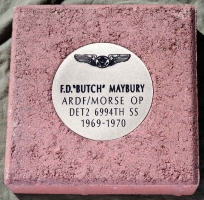 F.D."BUTCH" MAYBURY
ARDF/MORSE OP
DET2 6994TH SS
1969-1970